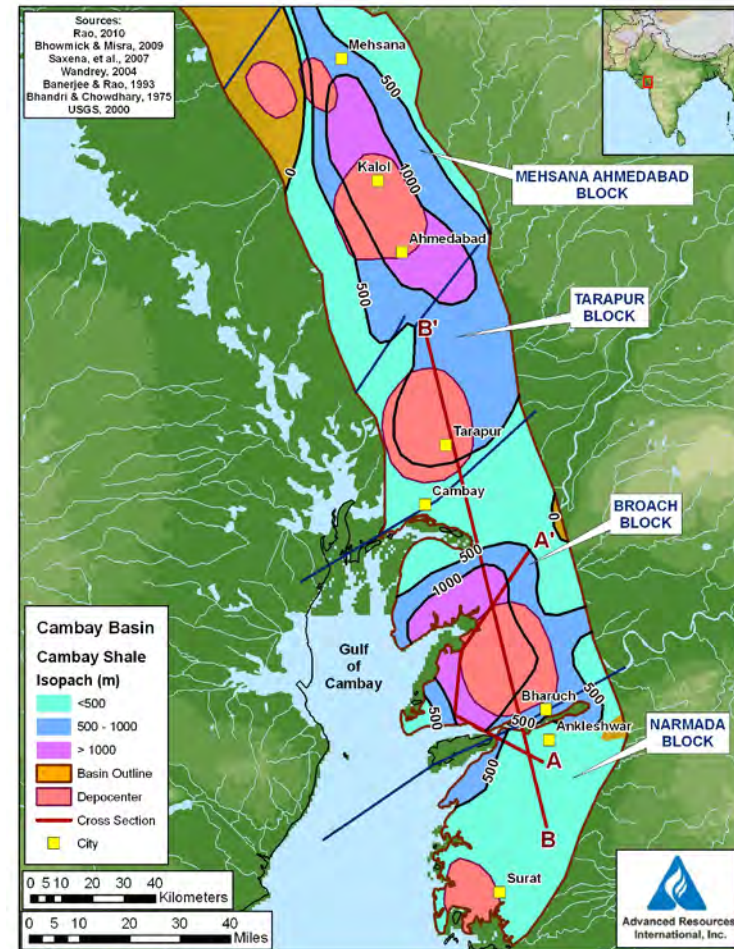 Sources:
Rao, 2010
Bhowmick & Misra, 2009
Saxena, et al., 2007
Wandrey, 2004
Banerjee & Rao, 1993
Bhandri & Chowdhary, 1975
USGS, 2000
Mehsana
500
0
1000
Kalol
MEHSANA AHMEDABAD
BLOCK
Ahmedabad
500
TARAPUR
BLOCK
B'
Tarapur
Cambay
0
BROACH
BLOCK
500
A'
1000
Gulf
of
Cambay
Bharuch
500
500
500
Ankleshwar
NARMADA
BLOCK
A
500
B
Surat
Cambay Basin
Cambay Shale
Isopach (m)
<500
500 - 1000
> 1000
Basin Outline
Depocenter
Cross Section
City
0 5 10 20 30 40
Kilometers
0 5 10 20 30 40
Miles
Advanced Resources
International, Inc.